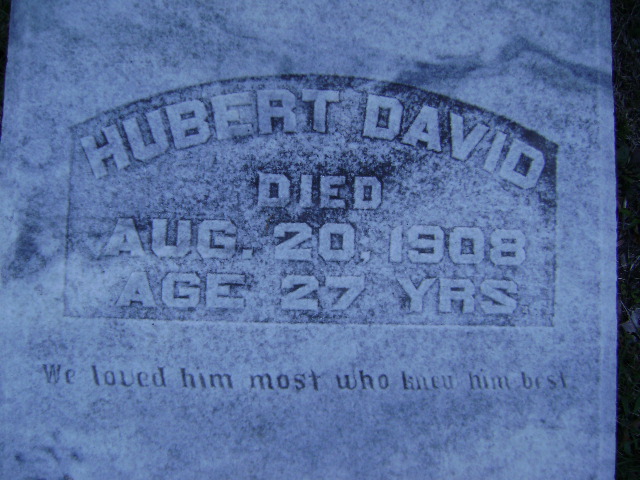 HUBERT DAVID
DIED
AUG. 20, 1908
AGE 27 YRS.
We loved him most who knew him best.